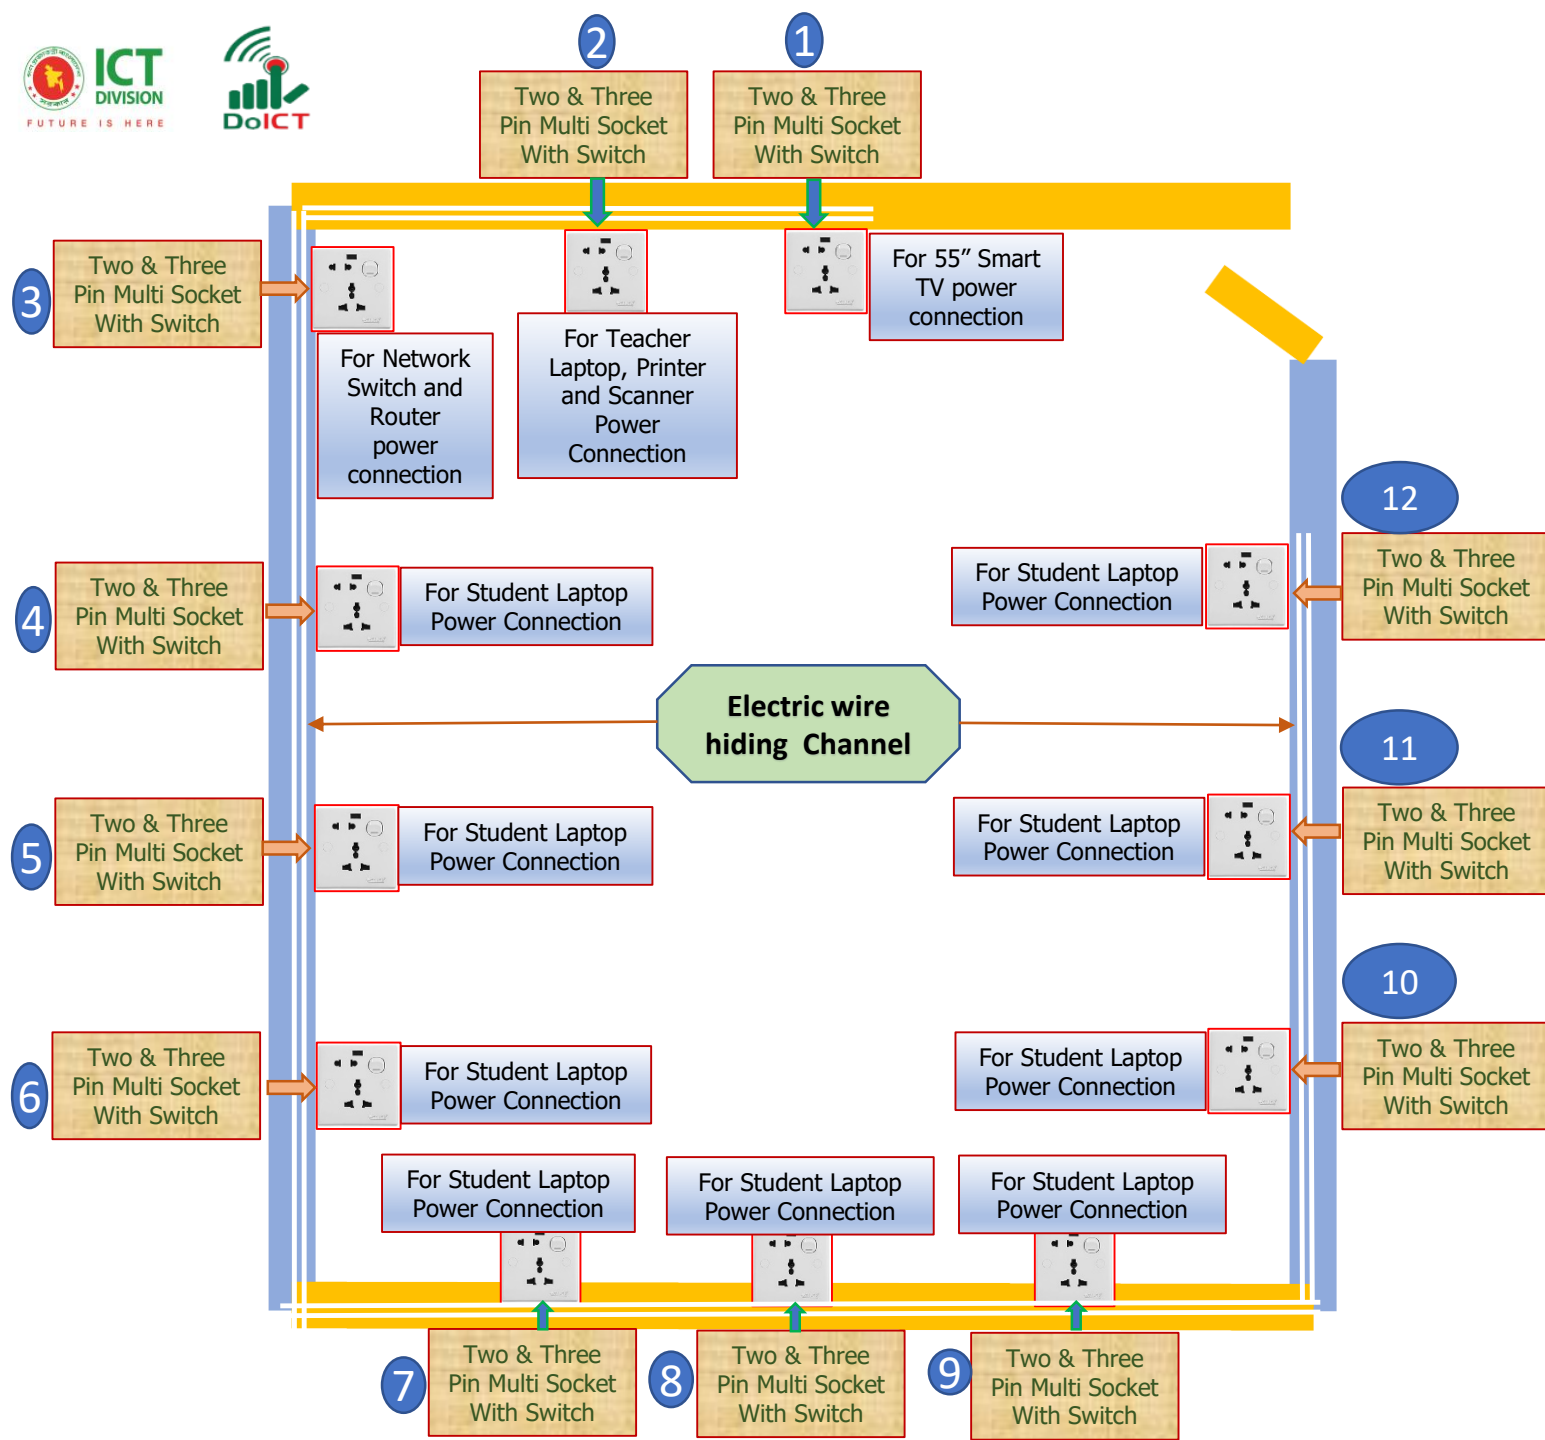 ICT
DIVISION
FUTURE IS HERE
DoICT
2
1
Two & Three
Pin Multi Socket
With Switch
Two & Three
Pin Multi Socket
With Switch
3
Two & Three
Pin Multi Socket
With Switch
For Network
Switch and
Router
power
connection
For Teacher
Laptop, Printer
and Scanner
Power
Connection
For 55" Smart
TV power
connection
4
Two & Three
Pin Multi Socket
With Switch
For Student Laptop
Power Connection
For Student Laptop
Power Connection
12
Two & Three
Pin Multi Socket
With Switch
Electric wire
hiding Channel
5
Two & Three
Pin Multi Socket
With Switch
For Student Laptop
Power Connection
For Student Laptop
Power Connection
11
Two & Three
Pin Multi Socket
With Switch
6
Two & Three
Pin Multi Socket
With Switch
For Student Laptop
Power Connection
For Student Laptop
Power Connection
10
Two & Three
Pin Multi Socket
With Switch
For Student Laptop
Power Connection
For Student Laptop
Power Connection
For Student Laptop
Power Connection
7
Two & Three
Pin Multi Socket
With Switch
8
Two & Three
Pin Multi Socket
With Switch
9
Two & Three
Pin Multi Socket
With Switch